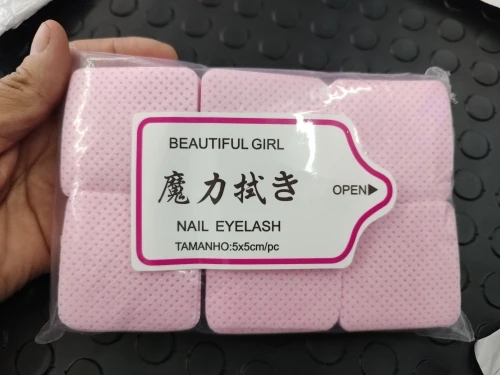 BEAUTIFUL GIRL
魔力拭き
OPEN▶
NAIL EYELASH
TAMANHO:5x5cm/pc